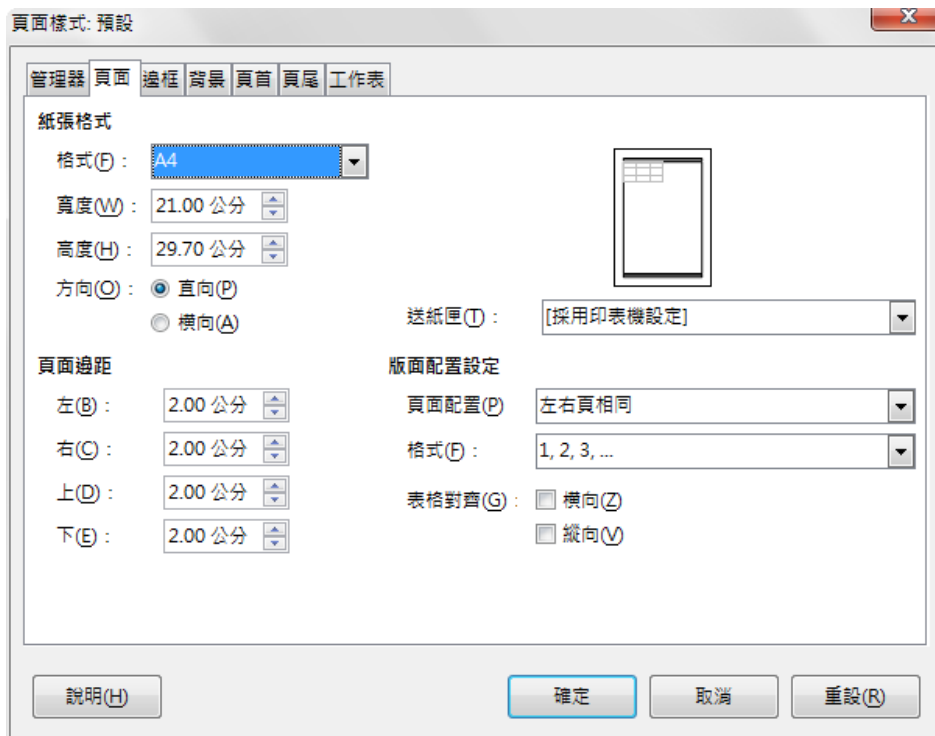 頁面樣式: 預設
管理器 頁面 邊框 背景 頁首 頁尾 工作表
紙張格式
格式(F)： A4
寬度(W)： 21.00 公分
高度(H)： 29.70 公分
方向(O)： 直向(P)
橫向(A)
送紙匣(T)： [採用印表機設定]
頁面邊距
左(B)： 2.00 公分
右(C)： 2.00 公分
上(D)： 2.00 公分
下(E)： 2.00 公分
版面配置設定
頁面配置(P) 左右頁相同
格式(F)： 1, 2, 3, ...
表格對齊(G)： 橫向(Z)
縱向(V)
說明(H) 確定 取消 重設(R)